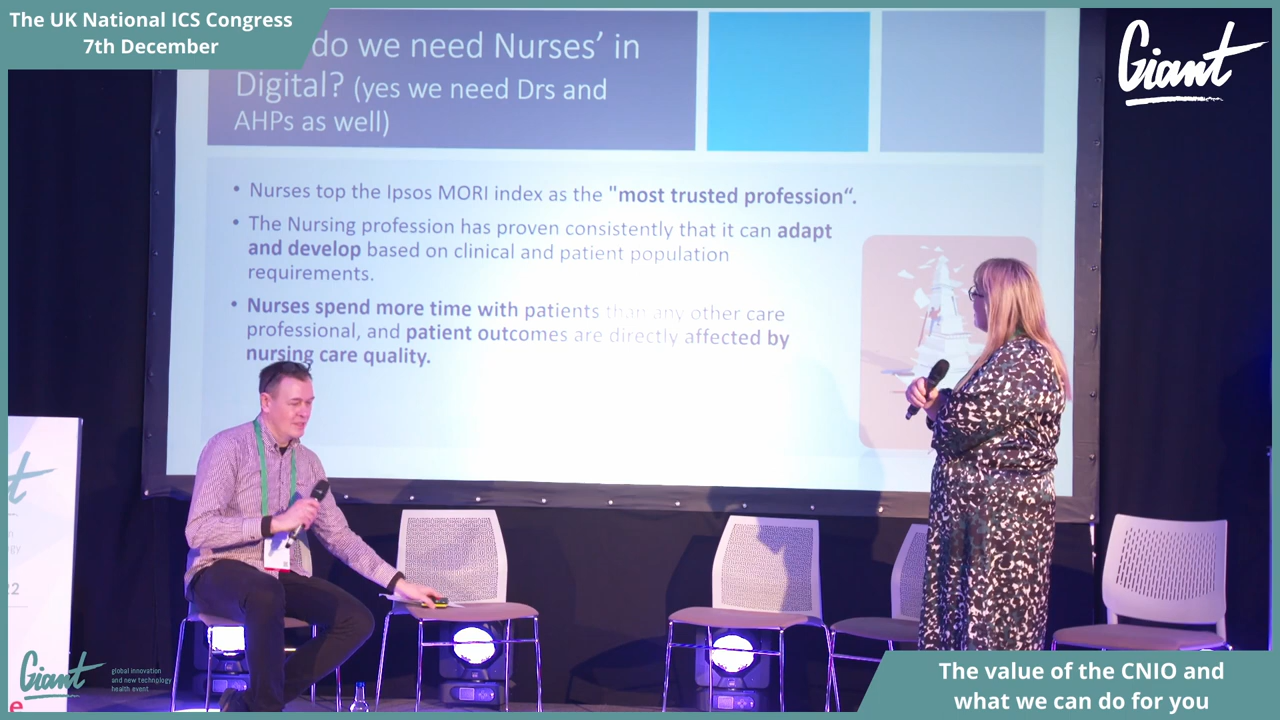 The UK National ICS Congress
7th December
Giant
do we need Nurses’ in
Digital? (yes we need Drs and
AHPs as well)
• Nurses top the Ipsos MORI index as the "most trusted profession“.
• The Nursing profession has proven consistently that it can adapt
and develop based on clinical and patient population
requirements.
• Nurses spend more time with patients than any other care
professional, and patient outcomes are directly affected by
nursing care quality.
Giant
global innovation
and new technology
health event
The value of the CNIO and
what we can do for you